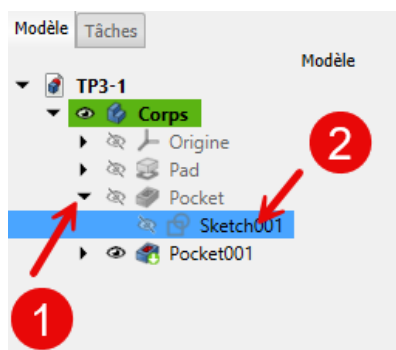 Modèle Tâches
Modèle
TP3-1
Corps
Origine
2
Pad
Pocket
Sketch001
Pocket001
1